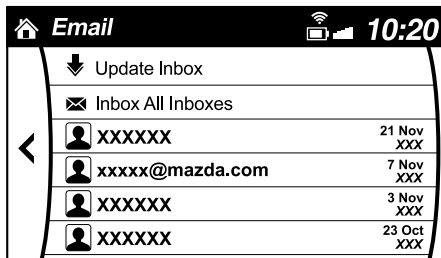 Email 10:20
Update Inbox
Inbox All Inboxes
XXXXXX 21 Nov
XXX
xxxxx@mazda.com 7 Nov
XXX
XXXXXX 3 Nov
XXX
XXXXXX 23 Oct
XXX